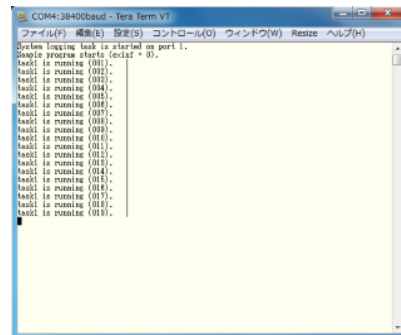 COM4:38400baud - Tera Term VT
ファイル(F) 編集(E) 設定(S) コントロール(O) ウィンドウ(W) Resize ヘルプ(H)
System logging task is started on port 1.
Sample program starts (exinf = 0).
task1 is running (001).   |
task1 is running (002).   |
task1 is running (003).   |
task1 is running (004).   |
task1 is running (005).   |
task1 is running (006).   |
task1 is running (007).   |
task1 is running (008).   |
task1 is running (009).   |
task1 is running (010).   |
task1 is running (011).   |
task1 is running (012).   |
task1 is running (013).   |
task1 is running (014).   |
task1 is running (015).   |
task1 is running (016).   |
task1 is running (017).   |
task1 is running (018).   |
task1 is running (019).   |